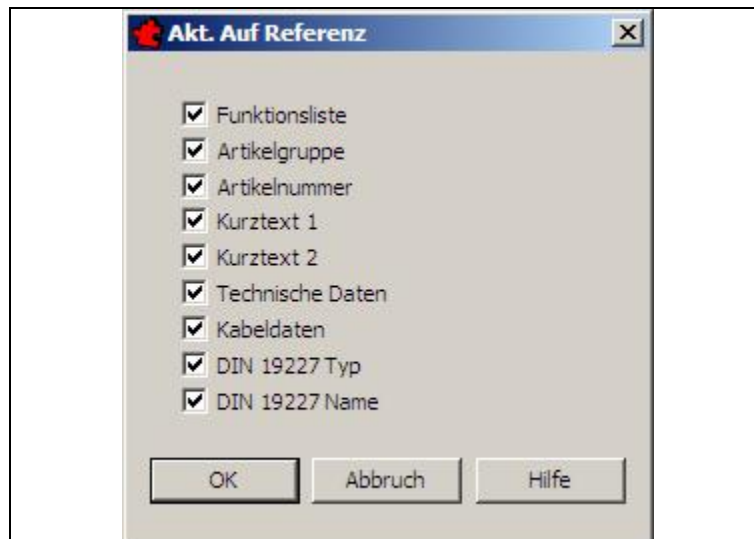 Akt. Auf Referenz
Funktionsliste
Artikelgruppe
Artikelnummer
Kurztext 1
Kurztext 2
Technische Daten
Kabeldaten
DIN 19227 Typ
DIN 19227 Name
OK Abbruch Hilfe